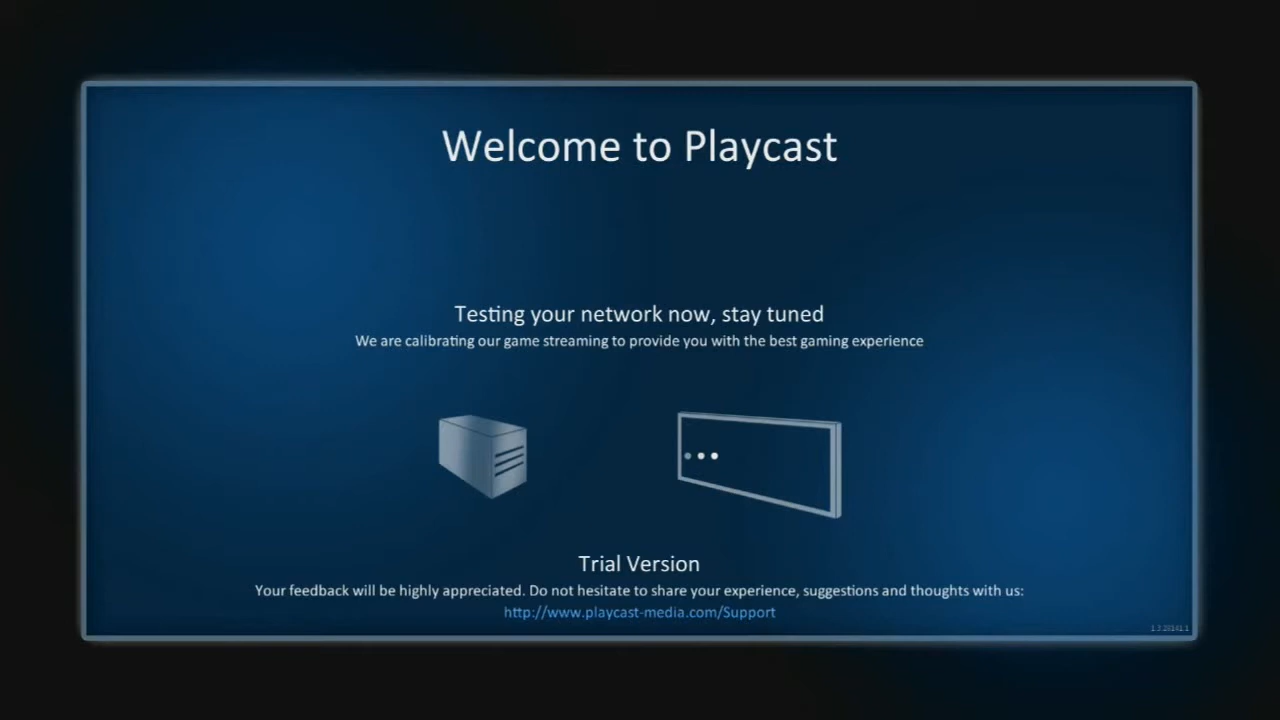 Welcome to Playcast
Testing your network now, stay tuned
We are calibrating our game streaming to provide you with the best gaming experience
Trial Version
Your feedback will be highly appreciated. Do not hesitate to share your experience, suggestions and thoughts with us:
http://www.playcast-media.com/Support